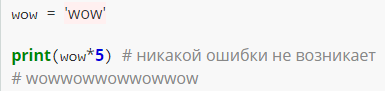 wow = 'wow'
print(wow*5) # никакой ошибки не возникает
# wowwowwowwowwow